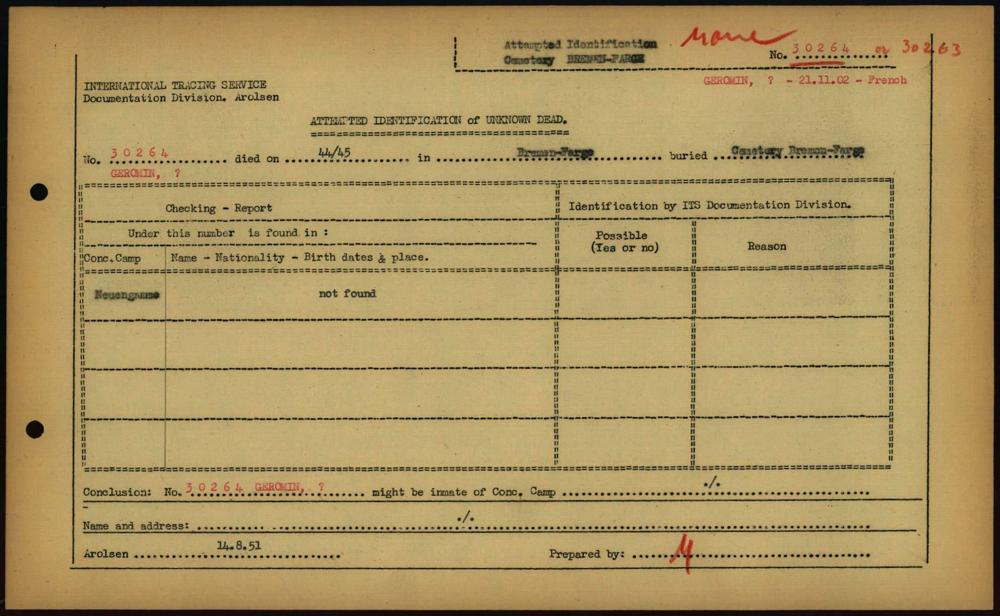 Attempted Identification
Cemetery BREMEN-FARGE
None
No. 30264 or 30263
GEROMIN, ? - 21.11.02 - French
INTERNATIONAL TRACING SERVICE
Documentation Division. Arolsen
ATTEMPTED IDENTIFICATION of UNKNOWN DEAD.
No. 30264 died on 44/45 in Bremen-Farge buried Cemetery Bremen-Farge
GEROMIN, ?
Checking - Report
Identification by ITS Documentation Division.
Under this number is found in :
Possible
(Yes or no)
Reason
Conc.Camp
Name - Nationality - Birth dates & place.
Neuengamme
not found
Conclusion: No. 30264 GEROMIN, ? might be inmate of Conc. Camp ./.
Name and address: ./.
Arolsen 14.8.51 Prepared by: